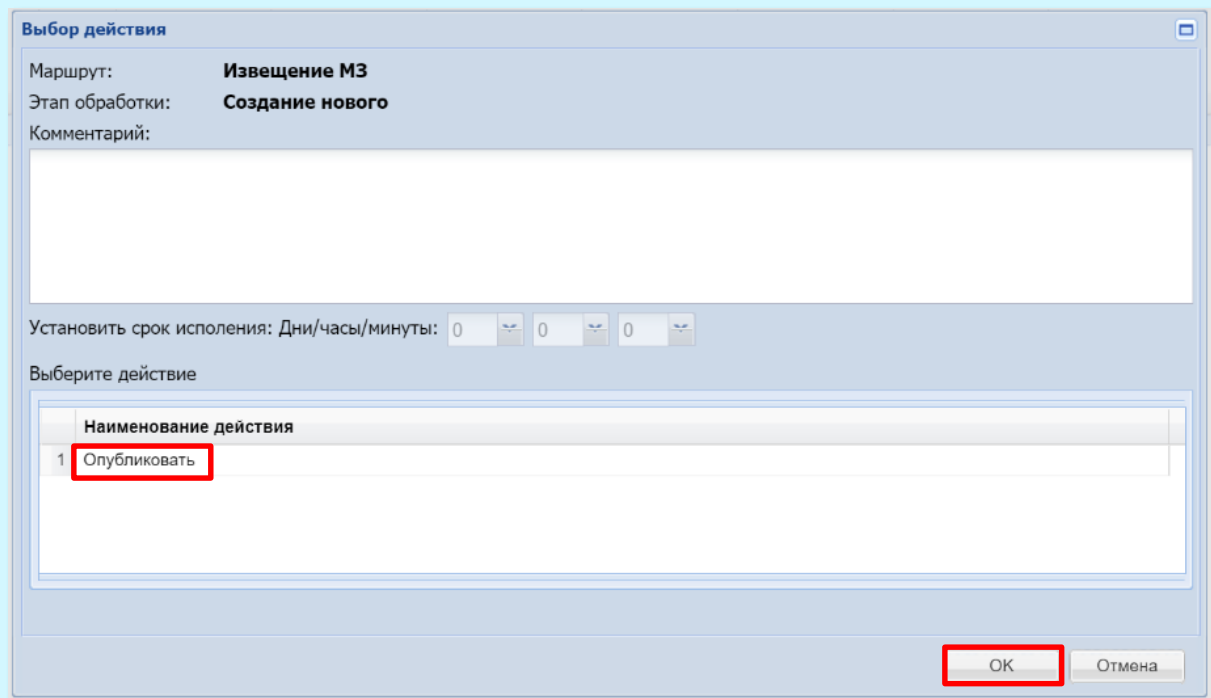 Выбор действия
Маршрут: Извещение МЗ
Этап обработки: Создание нового
Комментарий:
Установить срок исполения: Дни/часы/минуты: 0 0 0
Выберите действие
Наименование действия
1 Опубликовать
ОК Отмена